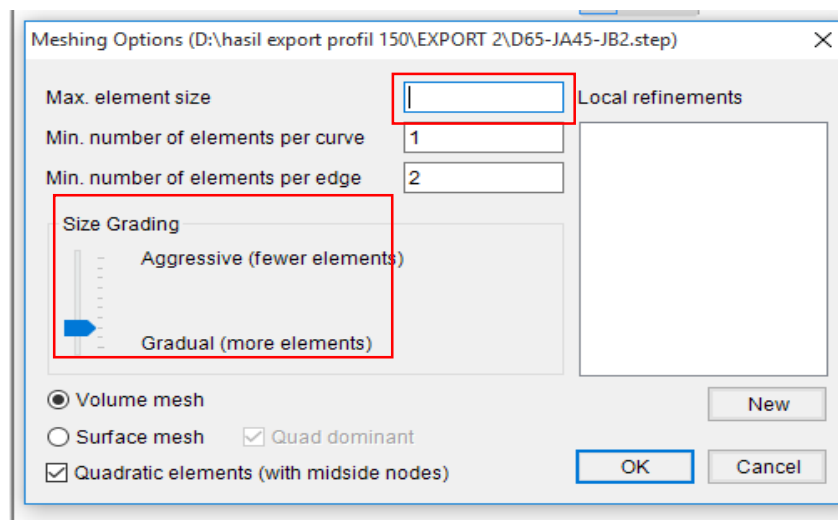 Meshing Options (D:\hasil export profil 150\EXPORT 2\D65-JA45-JB2.step)
Max. element size
Local refinements
Min. number of elements per curve 1
Min. number of elements per edge 2
Size Grading
Aggressive (fewer elements)
Gradual (more elements)
Volume mesh
New
Surface mesh Quad dominant
Quadratic elements (with midside nodes)
OK Cancel